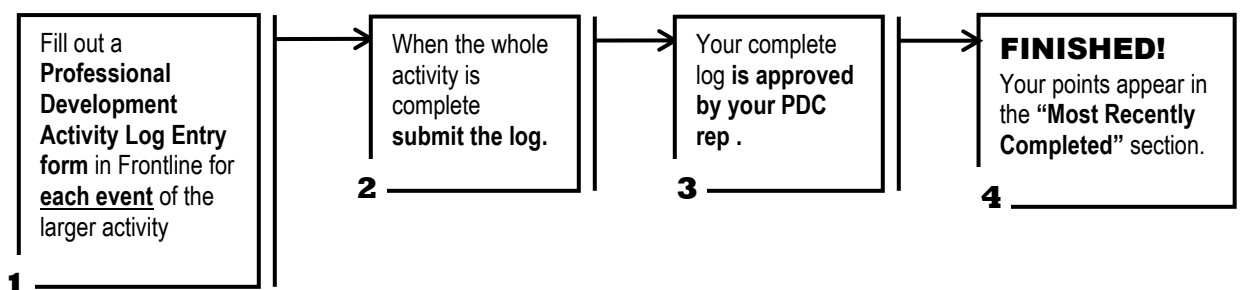 Fill out a
Professional
Development
Activity Log Entry
form in Frontline for
each event of the
larger activity
1
When the whole
activity is
complete
submit the log.
2
Your complete
log is approved
by your PDC
rep .
3
FINISHED!
Your points appear in
the “Most Recently
Completed” section.
4